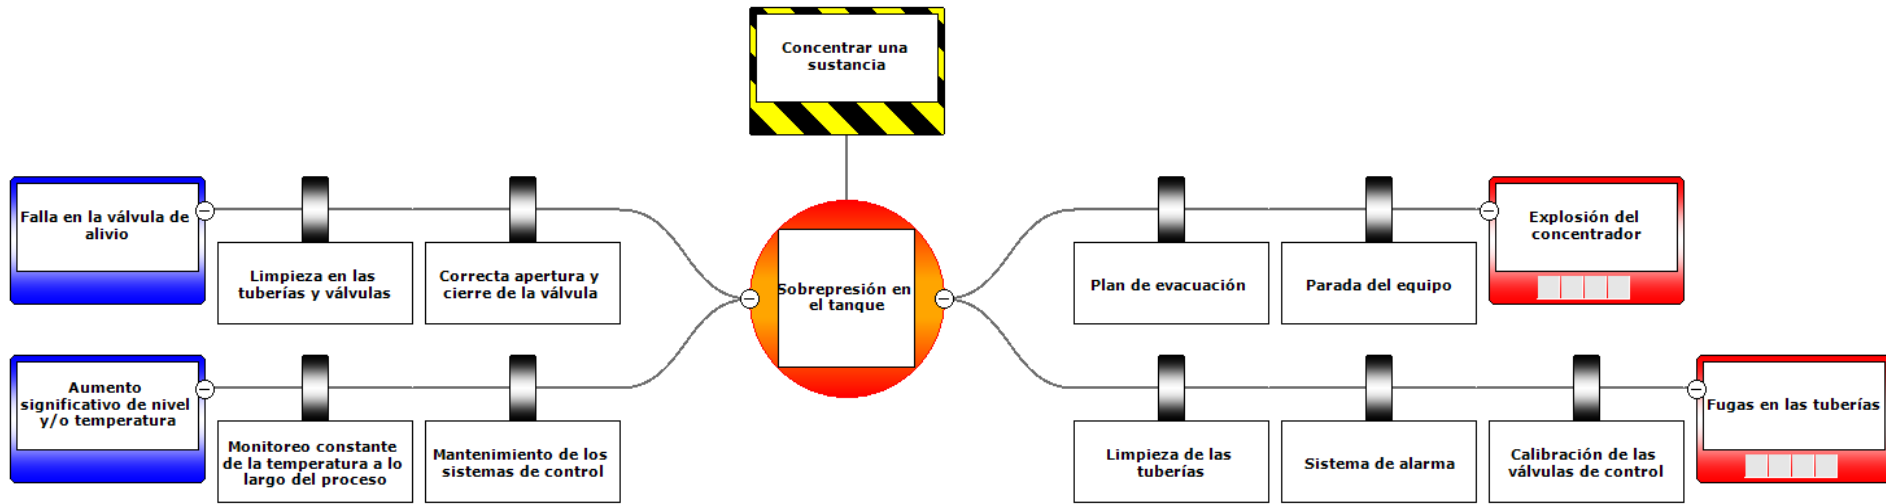 Concentrar una
sustancia
Falla en la válvula de
alivio
Limpieza en las
tuberías y válvulas
Correcta apertura y
cierre de la válvula
Sobrepresión en
el tanque
Plan de evacuación
Parada del equipo
Explosión del
concentrador
Aumento
significativo de nivel
y/o temperatura
Monitoreo constante
de la temperatura a lo
largo del proceso
Mantenimiento de los
sistemas de control
Limpieza de las
tuberías
Sistema de alarma
Calibración de las
válvulas de control
Fugas en las tuberías